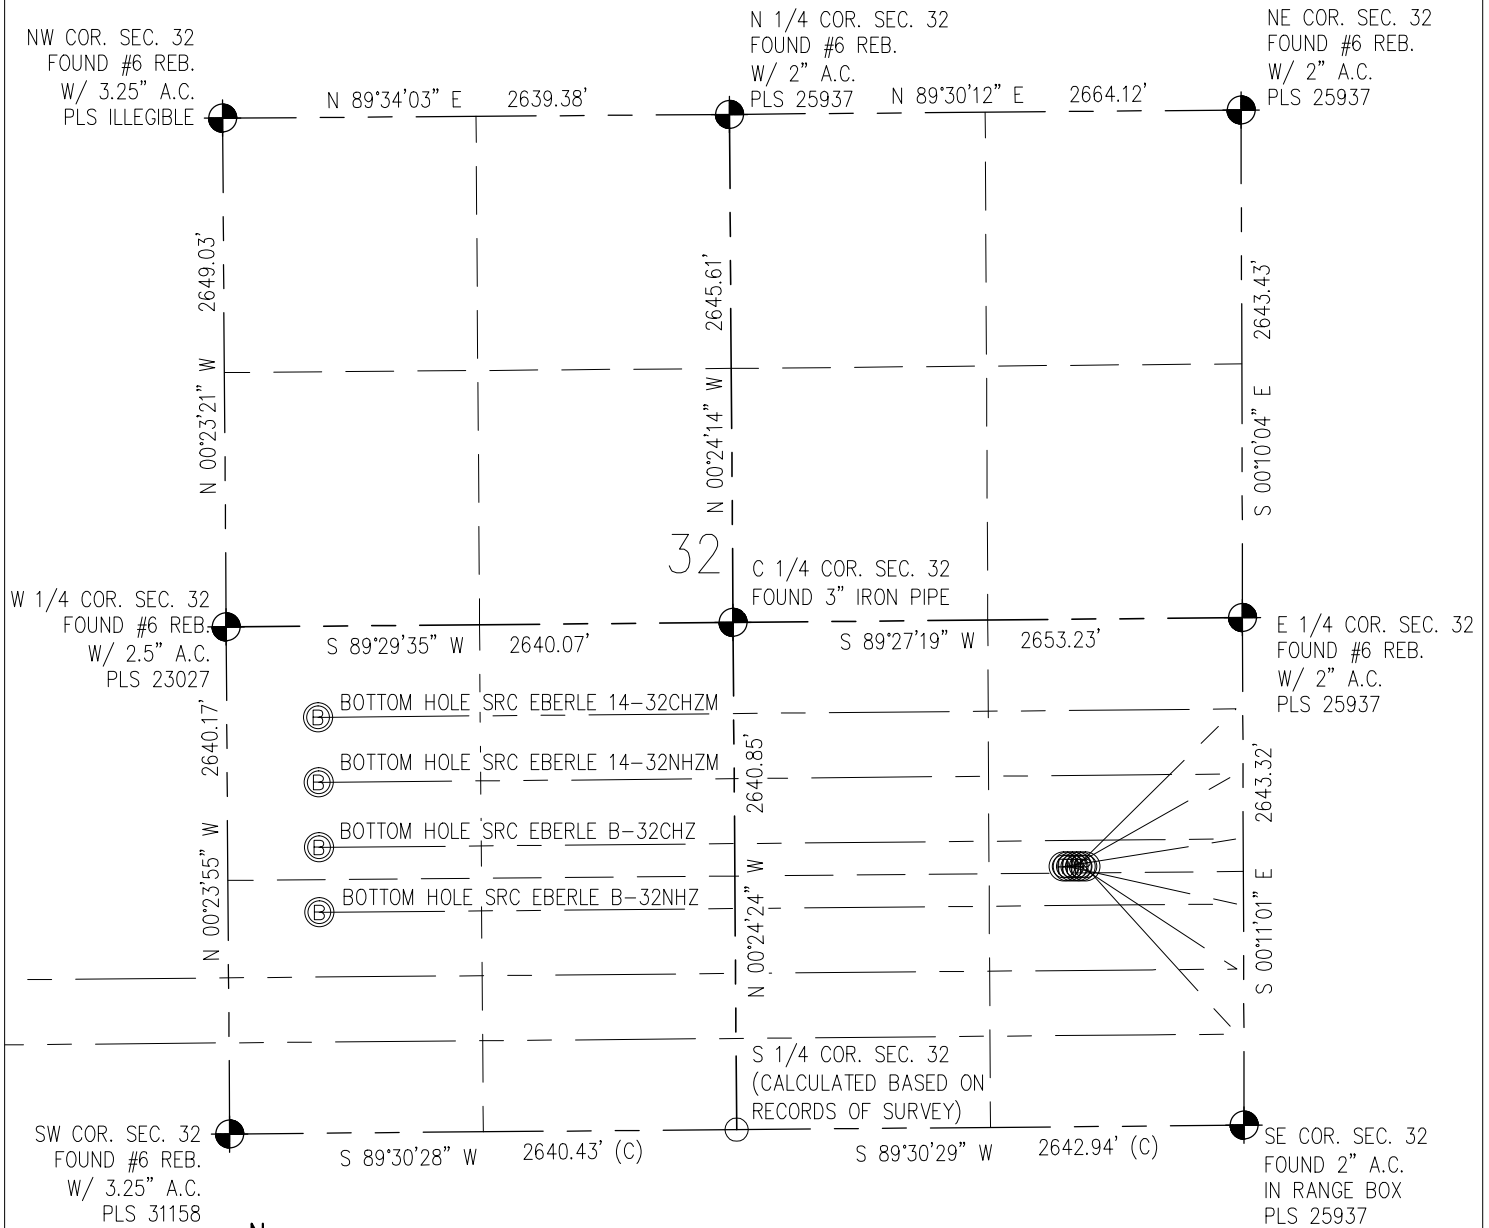 NW COR. SEC. 32
FOUND #6 REB.
W/ 3.25" A.C.
PLS ILLEGIBLE
N 89°34'03" E 2639.38'
N 1/4 COR. SEC. 32
FOUND #6 REB.
W/ 2" A.C.
PLS 25937
N 89°30'12" E 2664.12'
NE COR. SEC. 32
FOUND #6 REB.
W/ 2" A.C.
PLS 25937
N 00°23'21" W 2649.03'
N 00°24'14" W 2645.61'
S 00°10'04" E 2643.43'
32
C 1/4 COR. SEC. 32
FOUND 3" IRON PIPE
W 1/4 COR. SEC. 32
FOUND #6 REB.
W/ 2.5" A.C.
PLS 23027
S 89°29'35" W 2640.07'
S 89°27'19" W 2653.23'
E 1/4 COR. SEC. 32
FOUND #6 REB.
W/ 2" A.C.
PLS 25937
B BOTTOM HOLE SRC EBERLE 14-32CHZM
B BOTTOM HOLE SRC EBERLE 14-32NHZM
B BOTTOM HOLE SRC EBERLE B-32CHZ
B BOTTOM HOLE SRC EBERLE B-32NHZ
N 00°23'55" W 2640.17'
N 00°24'24" W 2640.85'
S 00°11'01" E 2643.32'
S 1/4 COR. SEC. 32
(CALCULATED BASED ON
RECORDS OF SURVEY)
SW COR. SEC. 32
FOUND #6 REB.
W/ 3.25" A.C.
PLS 31158
S 89°30'28" W 2640.43' (C)
S 89°30'29" W 2642.94' (C)
SE COR. SEC. 32
FOUND 2" A.C.
IN RANGE BOX
PLS 25937
N